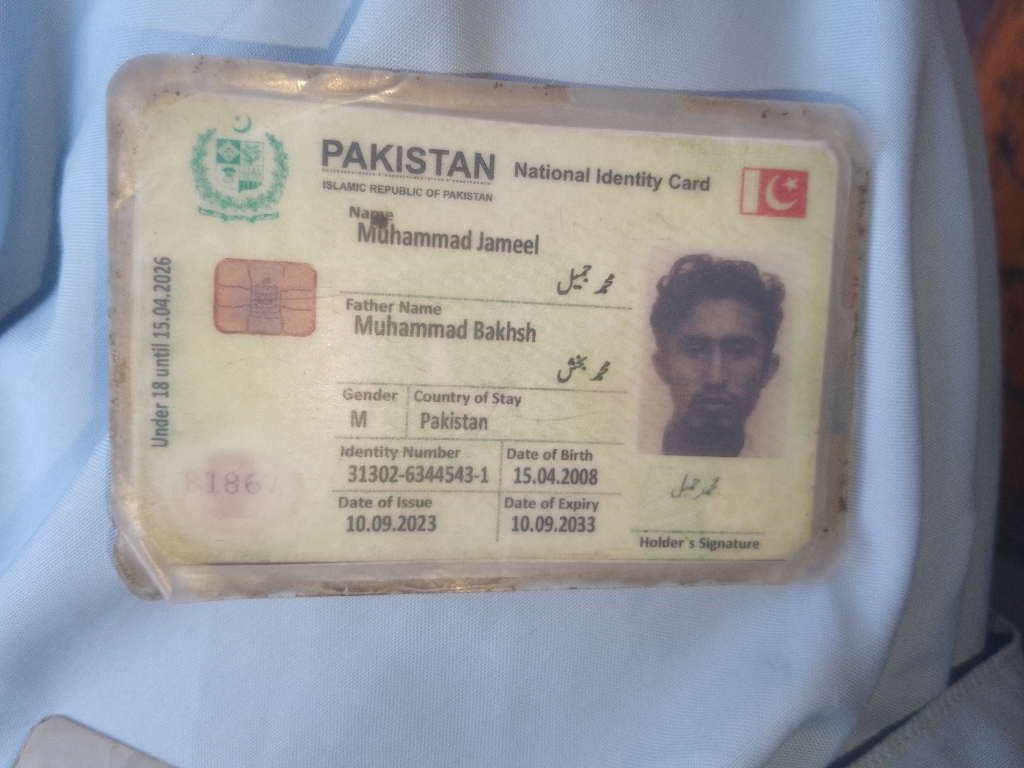 PAKISTAN National Identity Card
ISLAMIC REPUBLIC OF PAKISTAN
Name
Muhammad Jameel
محمد جمیل
Father Name
Muhammad Bakhsh
محمد بخش
Gender Country of Stay
M Pakistan
Identity Number Date of Birth
31302-6344543-1 15.04.2008
Date of Issue Date of Expiry
10.09.2023 10.09.2033
Under 18 until 15.04.2026
محمد جمیل
Holder`s Signature